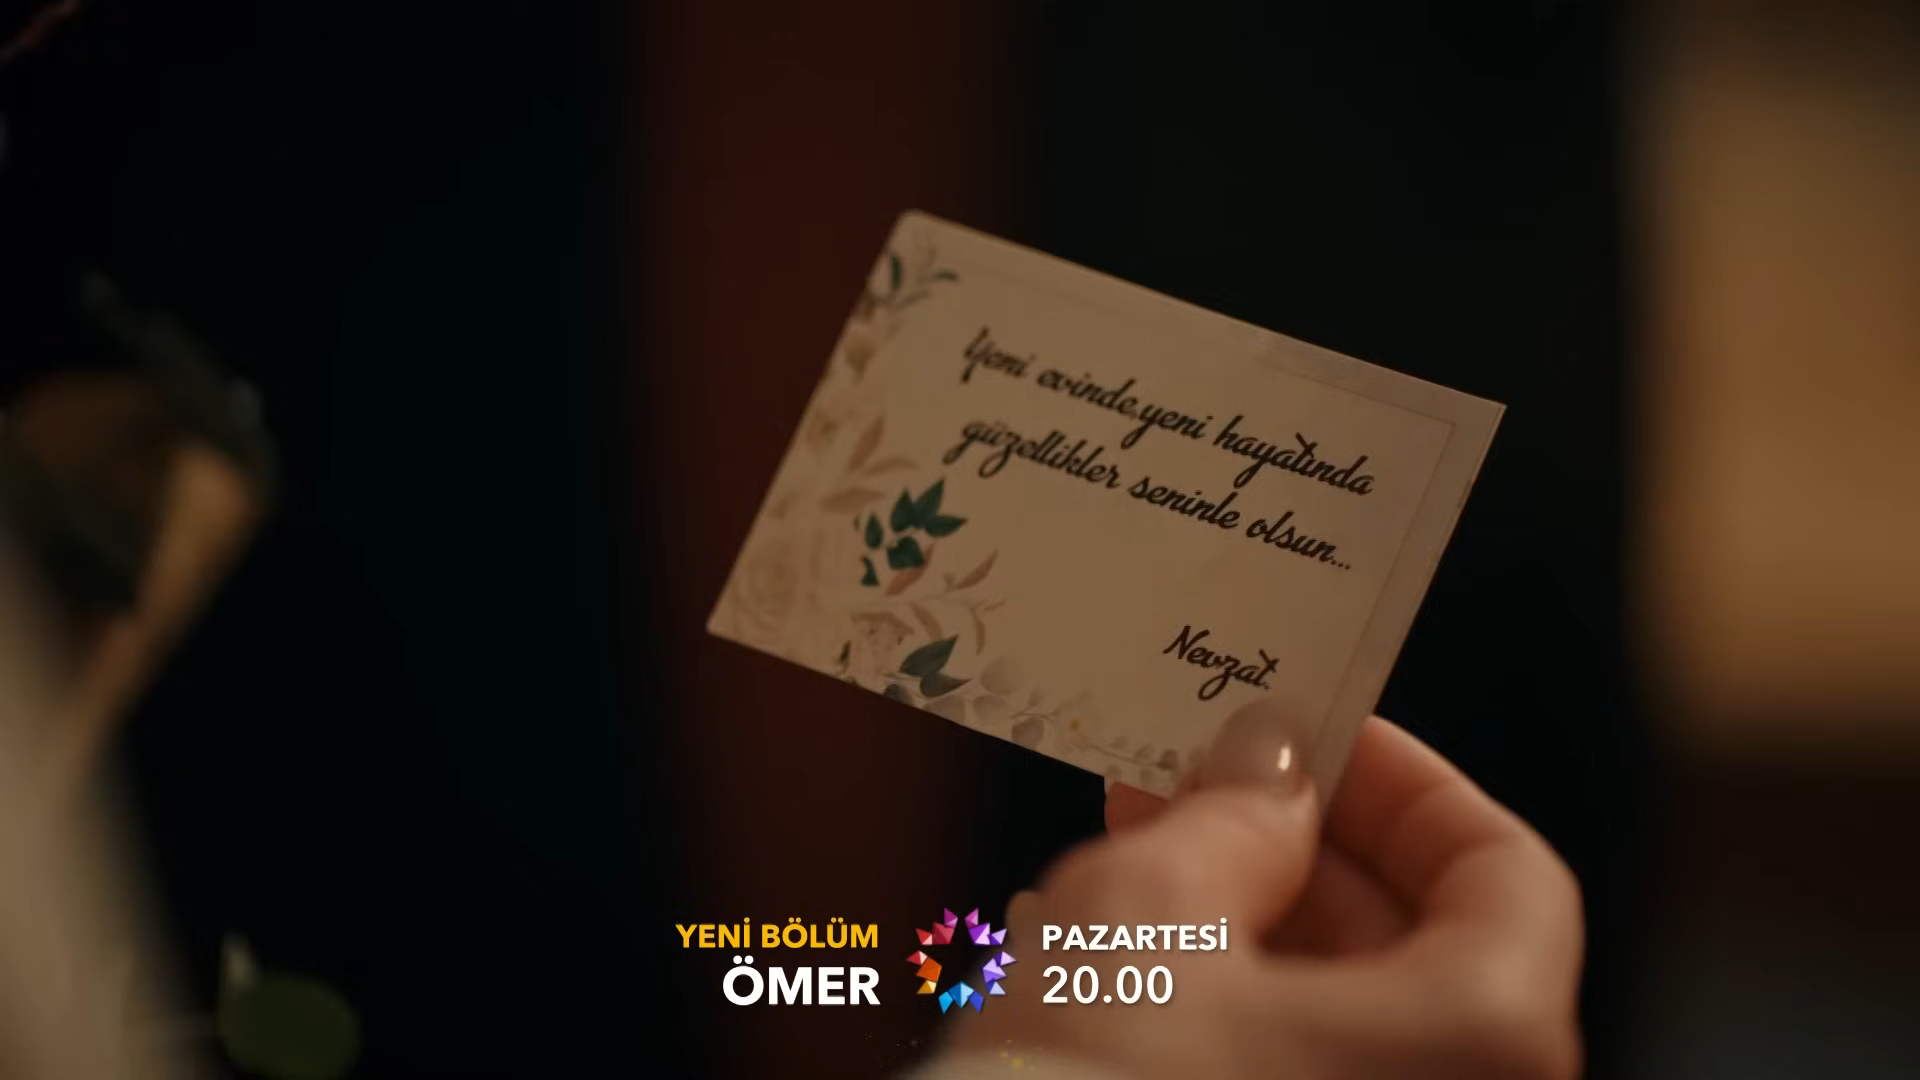 Yeni evinde,yeni hayatında
güzellikler seninle olsun...
Nevzat.
YENİ BÖLÜM
ÖMER
PAZARTESİ
20.00